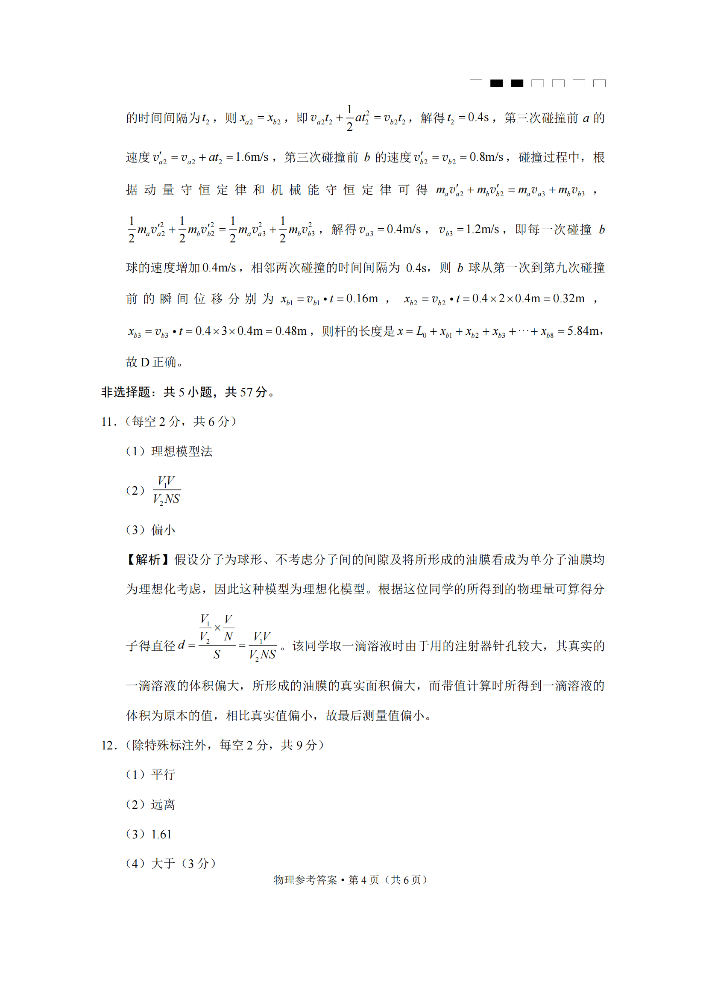 的时间间隔为 $t_2$，则 $x_{a2}=x_{b2}$，即 $v_{a2}t_2+\frac{1}{2}at_2^2=v_{b2}t_2$，解得 $t_2=0.4\text{s}$，第三次碰撞前 a 的
速度 $v'_{a2}=v_{a2}+at_2=1.6\text{m/s}$，第三次碰撞前 b 的速度 $v'_{b2}=v_{b2}=0.8\text{m/s}$，碰撞过程中，根
据动量守恒定律和机械能守恒定律可得 $m_av'_{a2}+m_bv'_{b2}=m_av_{a3}+m_bv_{b3}$，
$\frac{1}{2}m_av'^2_{a2}+\frac{1}{2}m_bv'^2_{b2}=\frac{1}{2}m_av^2_{a3}+\frac{1}{2}m_bv^2_{b3}$，解得 $v_{a3}=0.4\text{m/s}$，$v_{b3}=1.2\text{m/s}$，即每一次碰撞 b
球的速度增加 0.4m/s，相邻两次碰撞的时间间隔为 0.4s，则 b 球从第一次到第九次碰撞
前的瞬间位移分别为 $x_{b1}=v_{b1}•t=0.16\text{m}$，$x_{b2}=v_{b2}•t=0.4×2×0.4\text{m}=0.32\text{m}$，
$x_{b3}=v_{b3}•t=0.4×3×0.4\text{m}=0.48\text{m}$，则杆的长度是 $x=L_0+x_{b1}+x_{b2}+x_{b3}+\cdots+x_{b8}=5.84\text{m}$，
故 D 正确。
非选择题：共 5 小题，共 57 分。
11．（每空 2 分，共 6 分）
（1）理想模型法
（2）$\frac{V_1V}{V_2NS}$
（3）偏小
【解析】假设分子为球形、不考虑分子间的间隙及将所形成的油膜看成为单分子油膜均
为理想化考虑，因此这种模型为理想化模型。根据这位同学的所得到的物理量可算得分
子得直径 $d=\frac{\frac{V_1}{V_2}×\frac{V}{N}}{S}=\frac{V_1V}{V_2NS}$。该同学取一滴溶液时由于用的注射器针孔较大，其真实的
一滴溶液的体积偏大，所形成的油膜的真实面积偏大，而带值计算时所得到一滴溶液的
体积为原本的值，相比真实值偏小，故最后测量值偏小。
12．（除特殊标注外，每空 2 分，共 9 分）
（1）平行
（2）远离
（3）1.61
（4）大于（3 分）
物理参考答案·第 4 页（共 6 页）